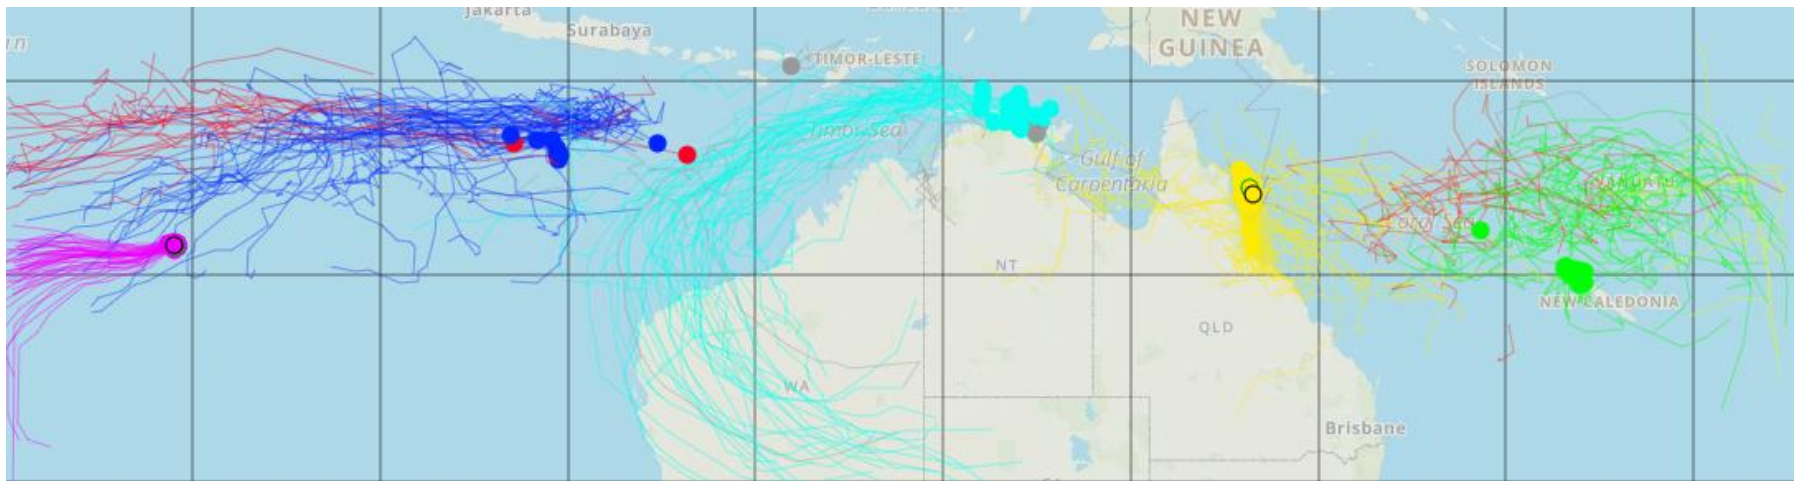 Jakarta
Surabaya
NEW
GUINEA
TIMOR-LESTE
SOLOMON
ISLANDS
Timor Sea
Gulf of
Carpentaria
VANUATU
Coral Sea
NT
NEW CALEDONIA
QLD
WA
Brisbane